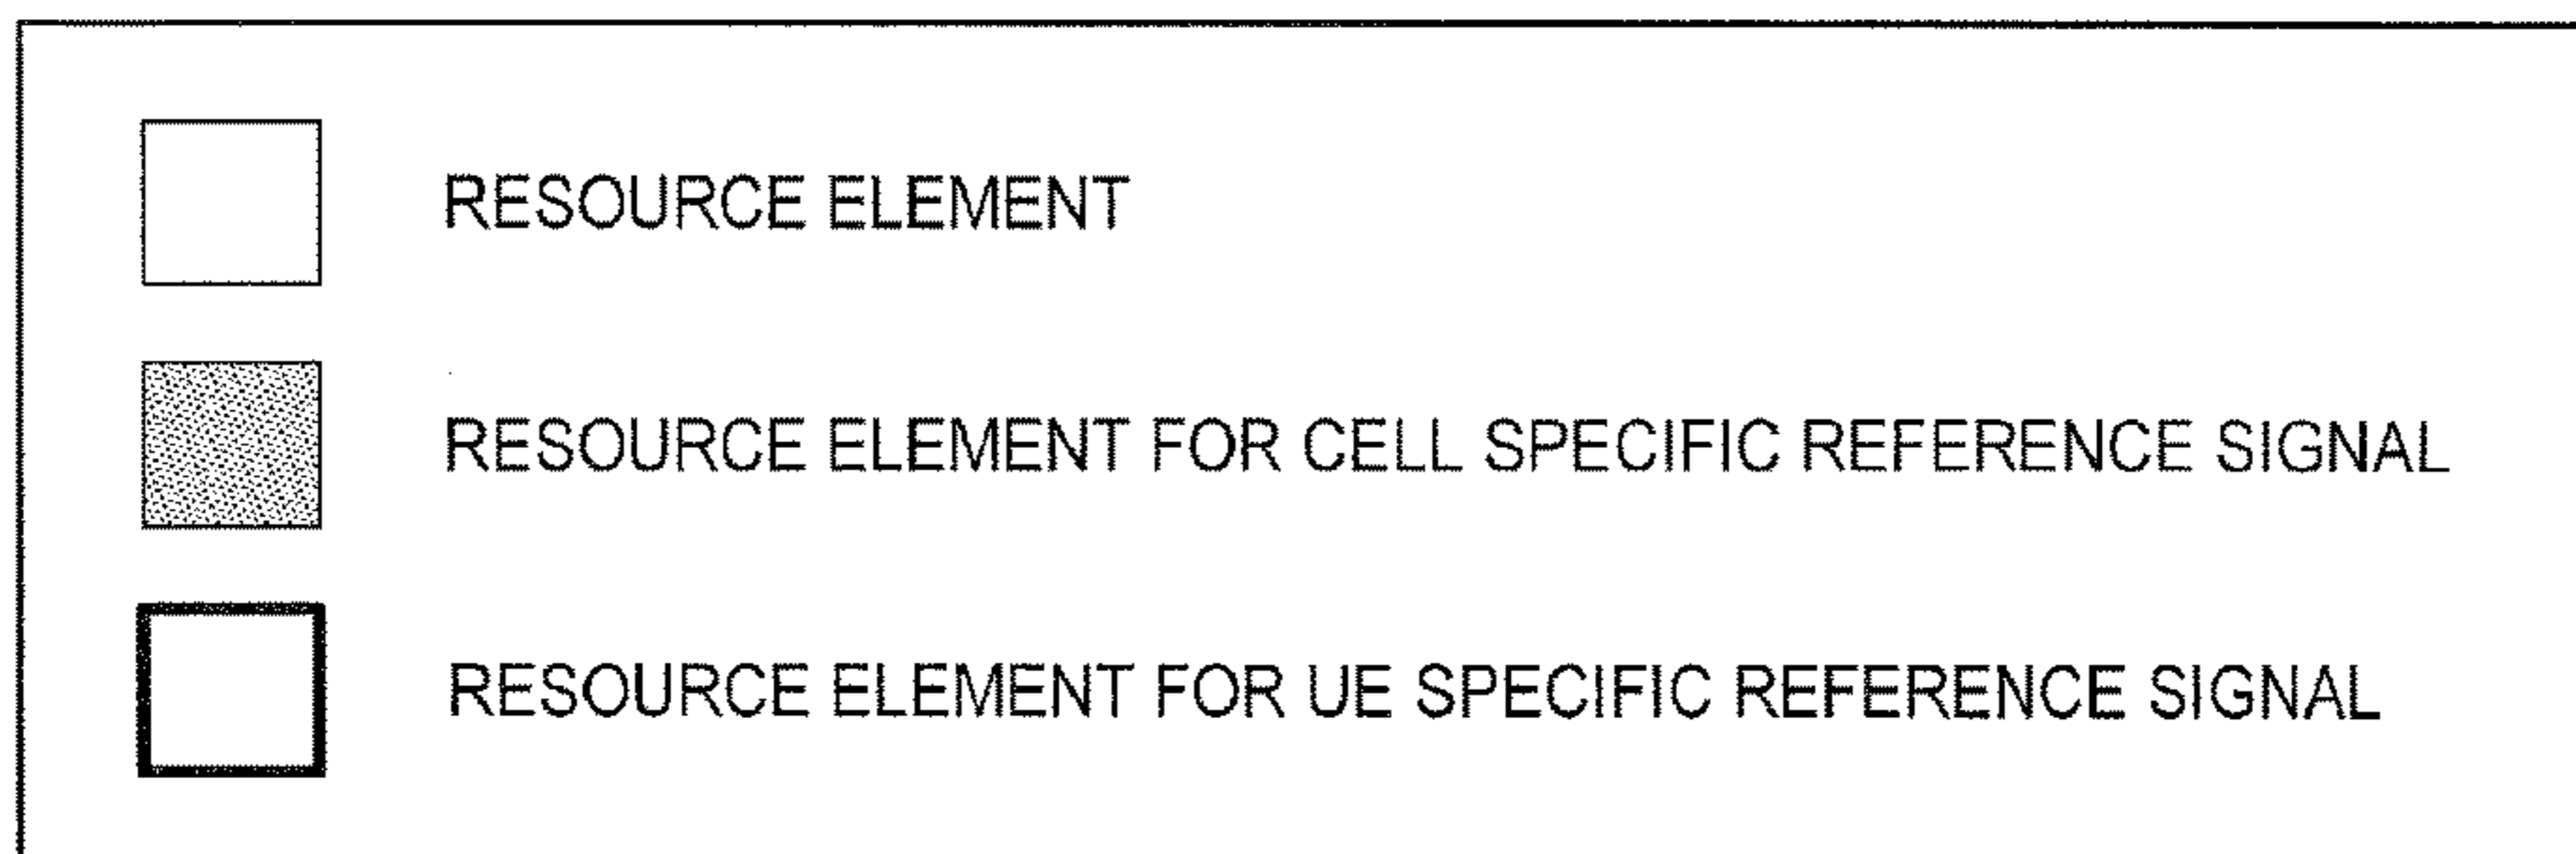 RESOURCE ELEMENT
RESOURCE ELEMENT FOR CELL SPECIFIC REFERENCE SIGNAL
RESOURCE ELEMENT FOR UE SPECIFIC REFERENCE SIGNAL